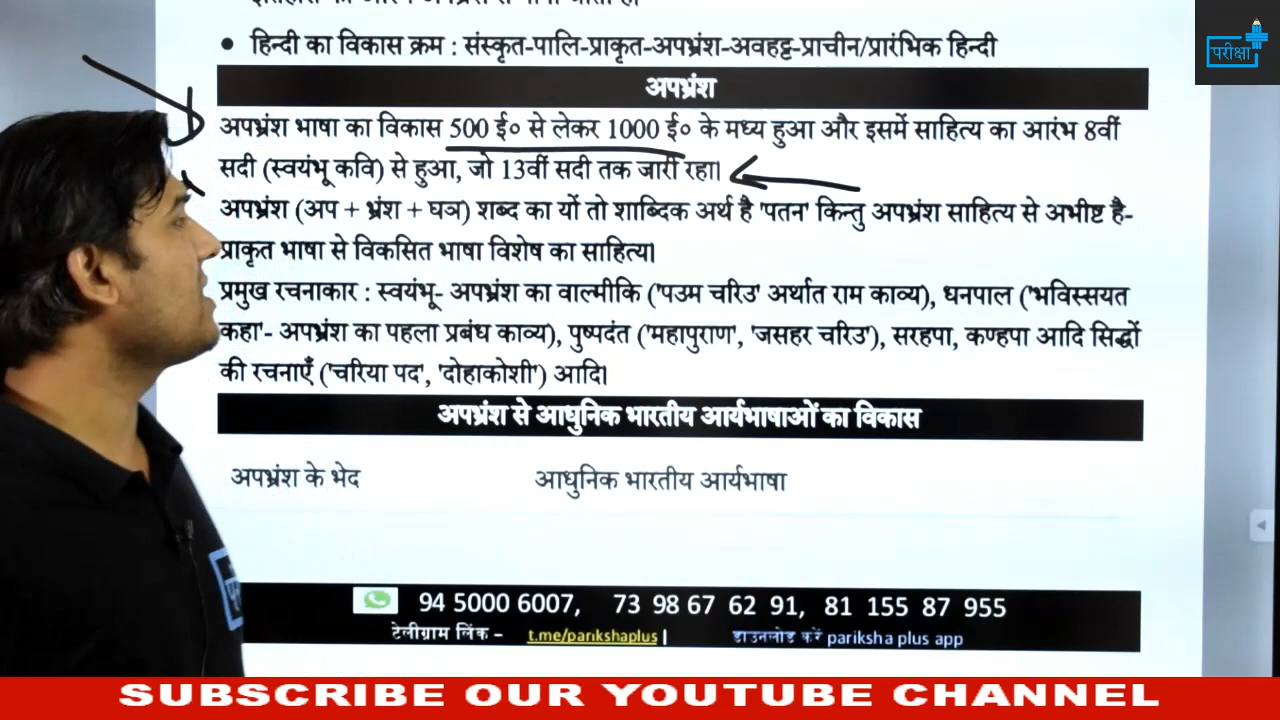 परीक्षा
• हिन्दी का विकास क्रम : संस्कृत-पालि-प्राकृत-अपभ्रंश-अवहट्ट-प्राचीन/प्रारंभिक हिन्दी
अपभ्रंश
अपभ्रंश भाषा का विकास 500 ई० से लेकर 1000 ई० के मध्य हुआ और इसमें साहित्य का आरंभ 8वीं
सदी (स्वयंभू कवि) से हुआ, जो 13वीं सदी तक जारी रहा।
अपभ्रंश (अप + भ्रंश + घञ) शब्द का यों तो शाब्दिक अर्थ है 'पतन' किन्तु अपभ्रंश साहित्य से अभीष्ट है-
प्राकृत भाषा से विकसित भाषा विशेष का साहित्य।
प्रमुख रचनाकार : स्वयंभू- अपभ्रंश का वाल्मीकि ('पउम चरिउ' अर्थात राम काव्य), धनपाल ('भविस्सयत
कहा'- अपभ्रंश का पहला प्रबंध काव्य), पुष्पदंत ('महापुराण', 'जसहर चरिउ'), सरहपा, कण्हपा आदि सिद्धों
की रचनाएँ ('चरिया पद', 'दोहाकोशी') आदि।
अपभ्रंश से आधुनिक भारतीय आर्यभाषाओं का विकास
अपभ्रंश के भेद आधुनिक भारतीय आर्यभाषा
94 5000 6007, 73 98 67 62 91, 81 155 87 955
टेलीग्राम लिंक – t.me/parikshaplus | डाउनलोड करें pariksha plus app
SUBSCRIBE OUR YOUTUBE CHANNEL